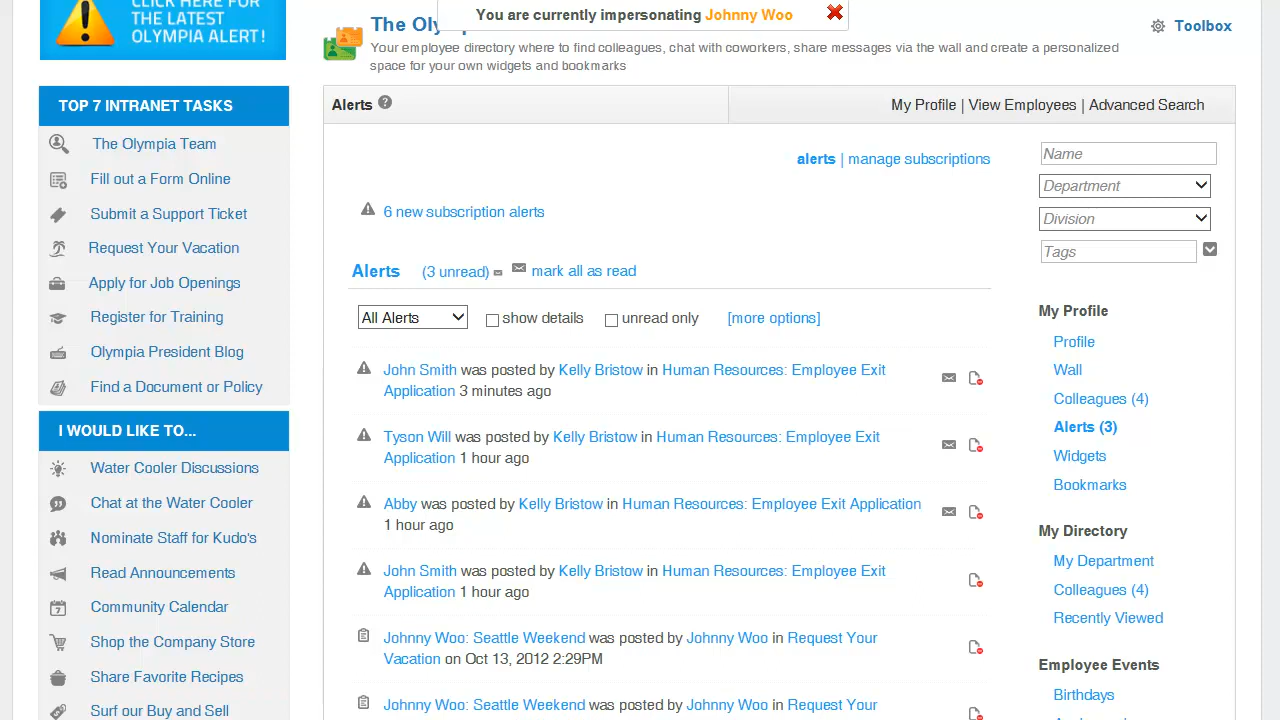 CLICK HERE FOR
THE LATEST
OLYMPIA ALERT!
You are currently impersonating Johnny Woo
The
Toolbox
Your employee directory where to find colleagues, chat with coworkers, share messages via the wall and create a personalized
space for your own widgets and bookmarks
TOP 7 INTRANET TASKS
The Olympia Team
Fill out a Form Online
Submit a Support Ticket
Request Your Vacation
Apply for Job Openings
Register for Training
Olympia President Blog
Find a Document or Policy
I WOULD LIKE TO...
Water Cooler Discussions
Chat at the Water Cooler
Nominate Staff for Kudo's
Read Announcements
Community Calendar
Shop the Company Store
Share Favorite Recipes
Surf our Buy and Sell
Alerts ?
My Profile | View Employees | Advanced Search
alerts | manage subscriptions
6 new subscription alerts
Alerts (3 unread) mark all as read
All Alerts show details unread only [more options]
John Smith was posted by Kelly Bristow in Human Resources: Employee Exit
Application 3 minutes ago
Tyson Will was posted by Kelly Bristow in Human Resources: Employee Exit
Application 1 hour ago
Abby was posted by Kelly Bristow in Human Resources: Employee Exit Application
1 hour ago
John Smith was posted by Kelly Bristow in Human Resources: Employee Exit
Application 1 hour ago
Johnny Woo: Seattle Weekend was posted by Johnny Woo in Request Your
Vacation on Oct 13, 2012 2:29PM
Johnny Woo: Seattle Weekend was posted by Johnny Woo in Request Your
Name
Department
Division
Tags
My Profile
Profile
Wall
Colleagues (4)
Alerts (3)
Widgets
Bookmarks
My Directory
My Department
Colleagues (4)
Recently Viewed
Employee Events
Birthdays